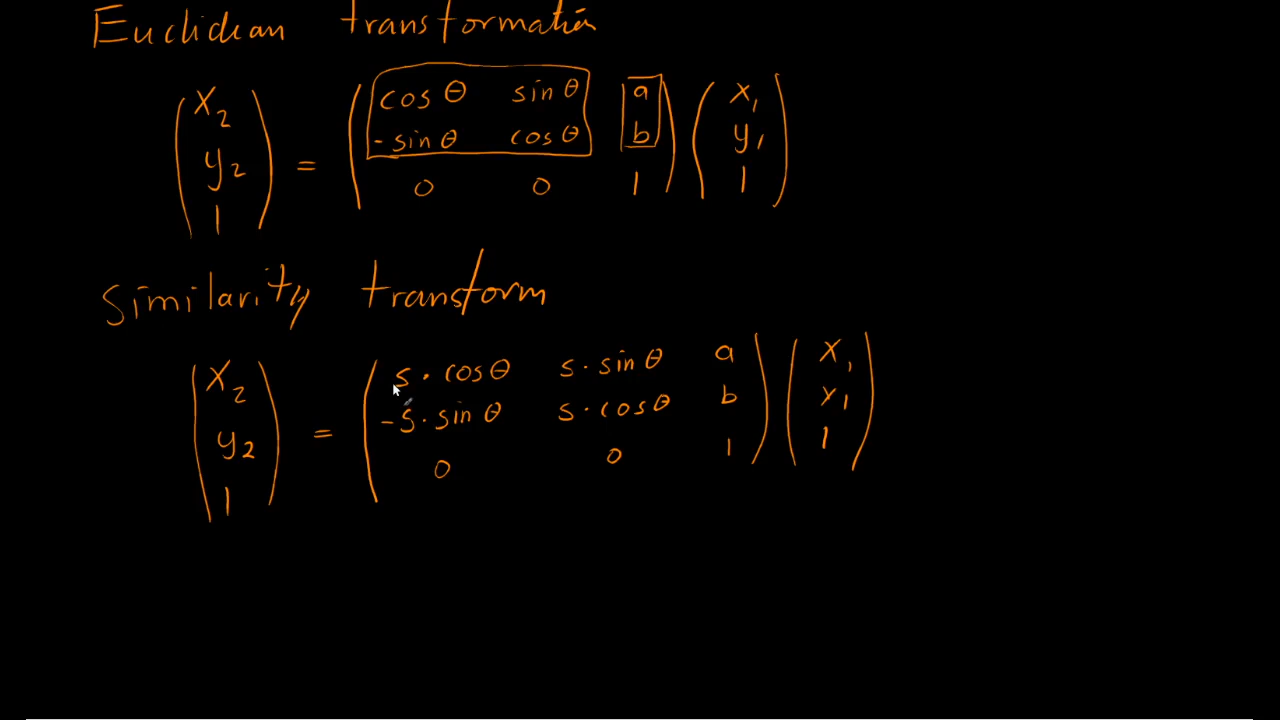 Euclidean transformation
x₂ cos θ sin θ a x₁
y₂ = -sin θ cos θ b y₁
1 0 0 1 1
Similarity transform
x₂ s · cos θ s · sin θ a x₁
y₂ = -s · sin θ s · cos θ b y₁
1 0 0 1 1